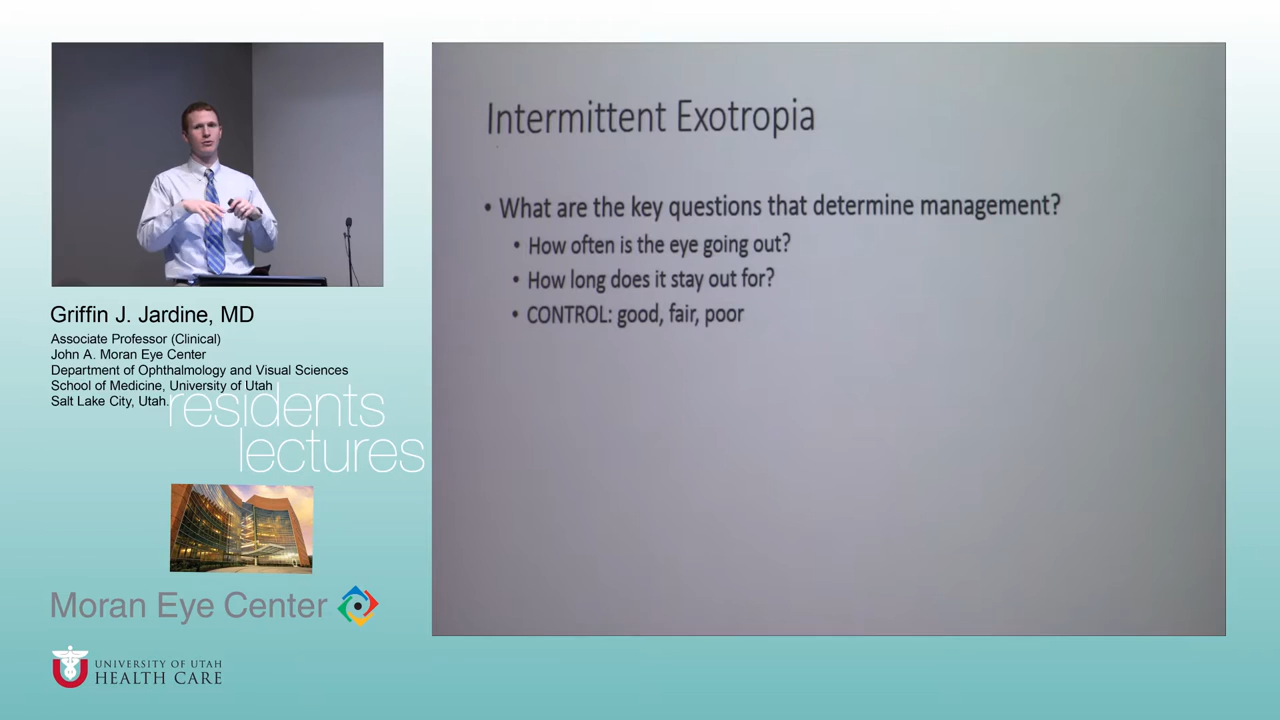 Intermittent Exotropia
• What are the key questions that determine management?
• How often is the eye going out?
• How long does it stay out for?
• CONTROL: good, fair, poor
Griffin J. Jardine, MD
Associate Professor (Clinical)
John A. Moran Eye Center
Department of Ophthalmology and Visual Sciences
School of Medicine, University of Utah
Salt Lake City, Utah.
residents
lectures
Moran Eye Center
UNIVERSITY OF UTAH
HEALTH CARE